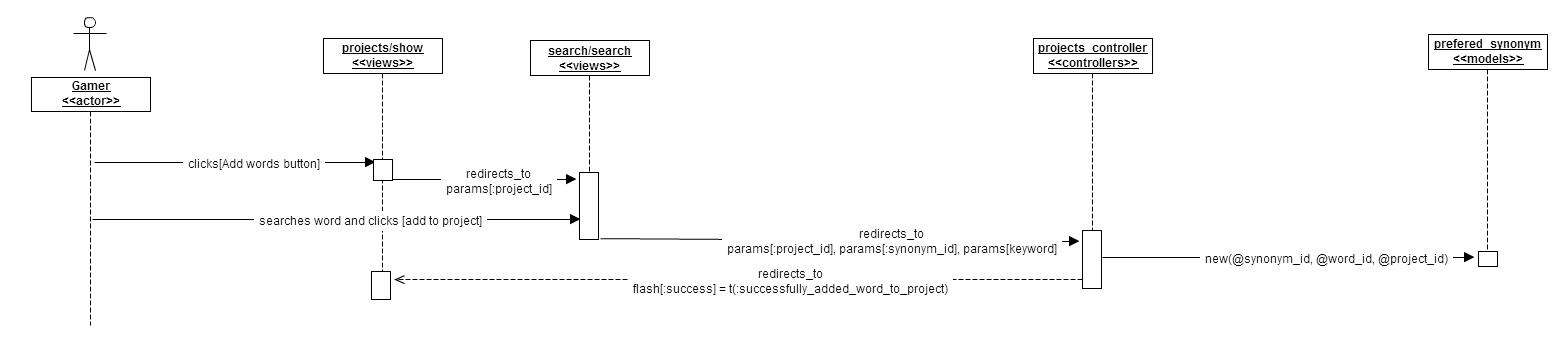 Gamer
<<actor>>
projects/show
<<views>>
search/search
<<views>>
projects_controller
<<controllers>>
prefered_synonym
<<models>>
clicks[Add words button]
redirects_to
params[:project_id]
searches word and clicks [add to project]
redirects_to
params[:project_id], params[:synonym_id], params[keyword]
new(@synonym_id, @word_id, @project_id)
redirects_to
flash[:success] = t(:successfully_added_word_to_project)